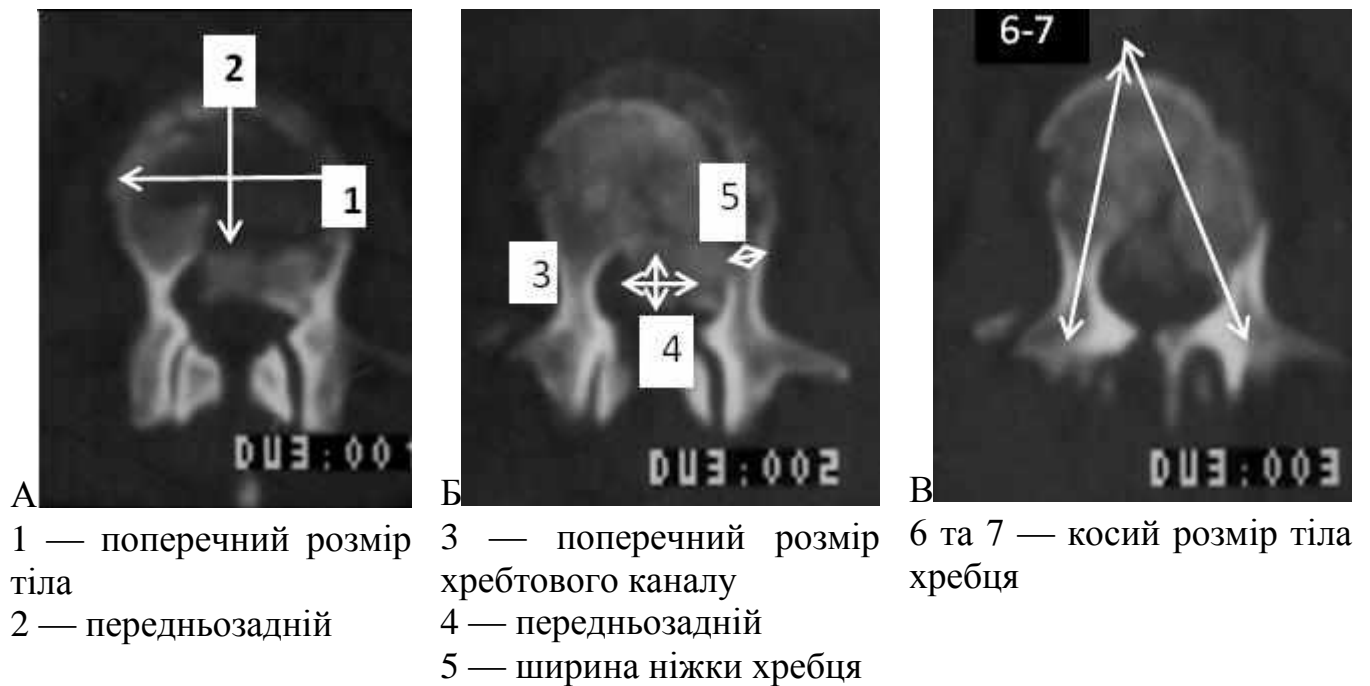 2
1
DU3:00
5
3
4
DU3:002
6-7
DU3:003
А
1 — поперечний розмір
тіла
2 — передньозадній
Б
3 — поперечний розмір
хребтового каналу
4 — передньозадній
5 — ширина ніжки хребця
В
6 та 7 — косий розмір тіла
хребця